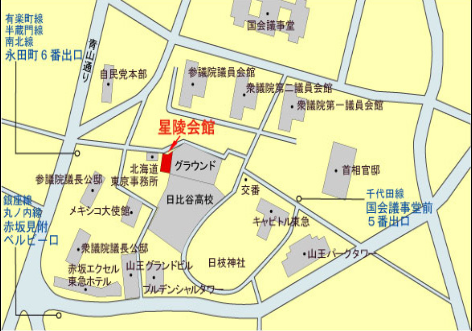 有楽町線
半蔵門線
南北線
永田町6番出口
青山通り
国会議事堂
自民党本部
参議院議員会館
衆議院第二議員会館
衆議院第一議員会館
星陵会館
北海道
東京事務所
グラウンド
首相官邸
参議院議長公邸
日比谷高校
交番
千代田線
国会議事堂前
5番出口
銀座線
丸ノ内線
赤坂見附
ベルビー口
メキシコ大使館
キャピトル東急
衆議院議長公邸
日枝神社
山王パークタワー
赤坂エクセル
東急ホテル
山王グランドビル
プルデンシャルタワー